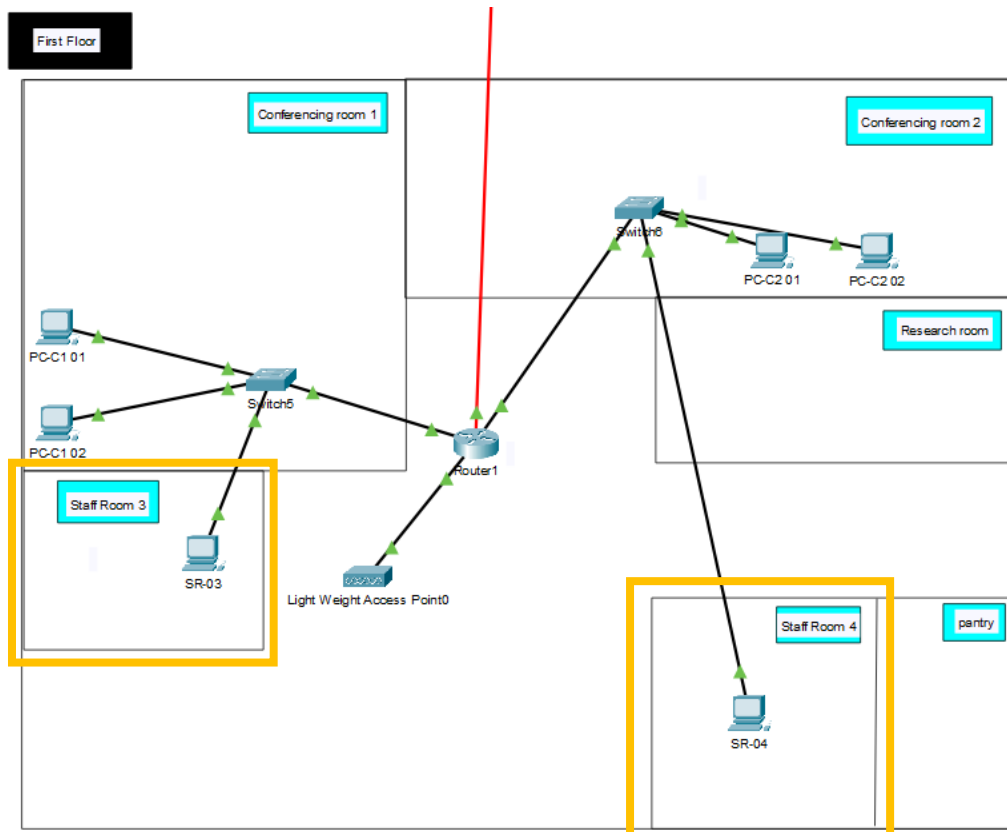 First Floor
Conferencing room 1
Conferencing room 2
Switch6
PC-C2 01
PC-C2 02
Research room
PC-C1 01
Switch5
PC-C1 02
Router1
Staff Room 3
SR-03
Light Weight Access Point0
Staff Room 4
pantry
SR-04